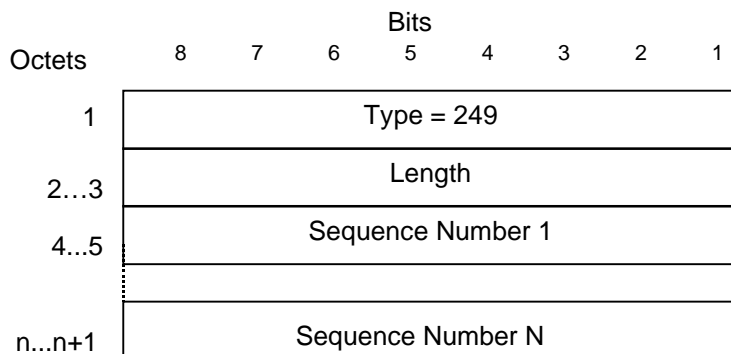 Bits
Octets 8 7 6 5 4 3 2 1
1 Type = 249
2…3 Length
4...5 Sequence Number 1
n...n+1 Sequence Number N